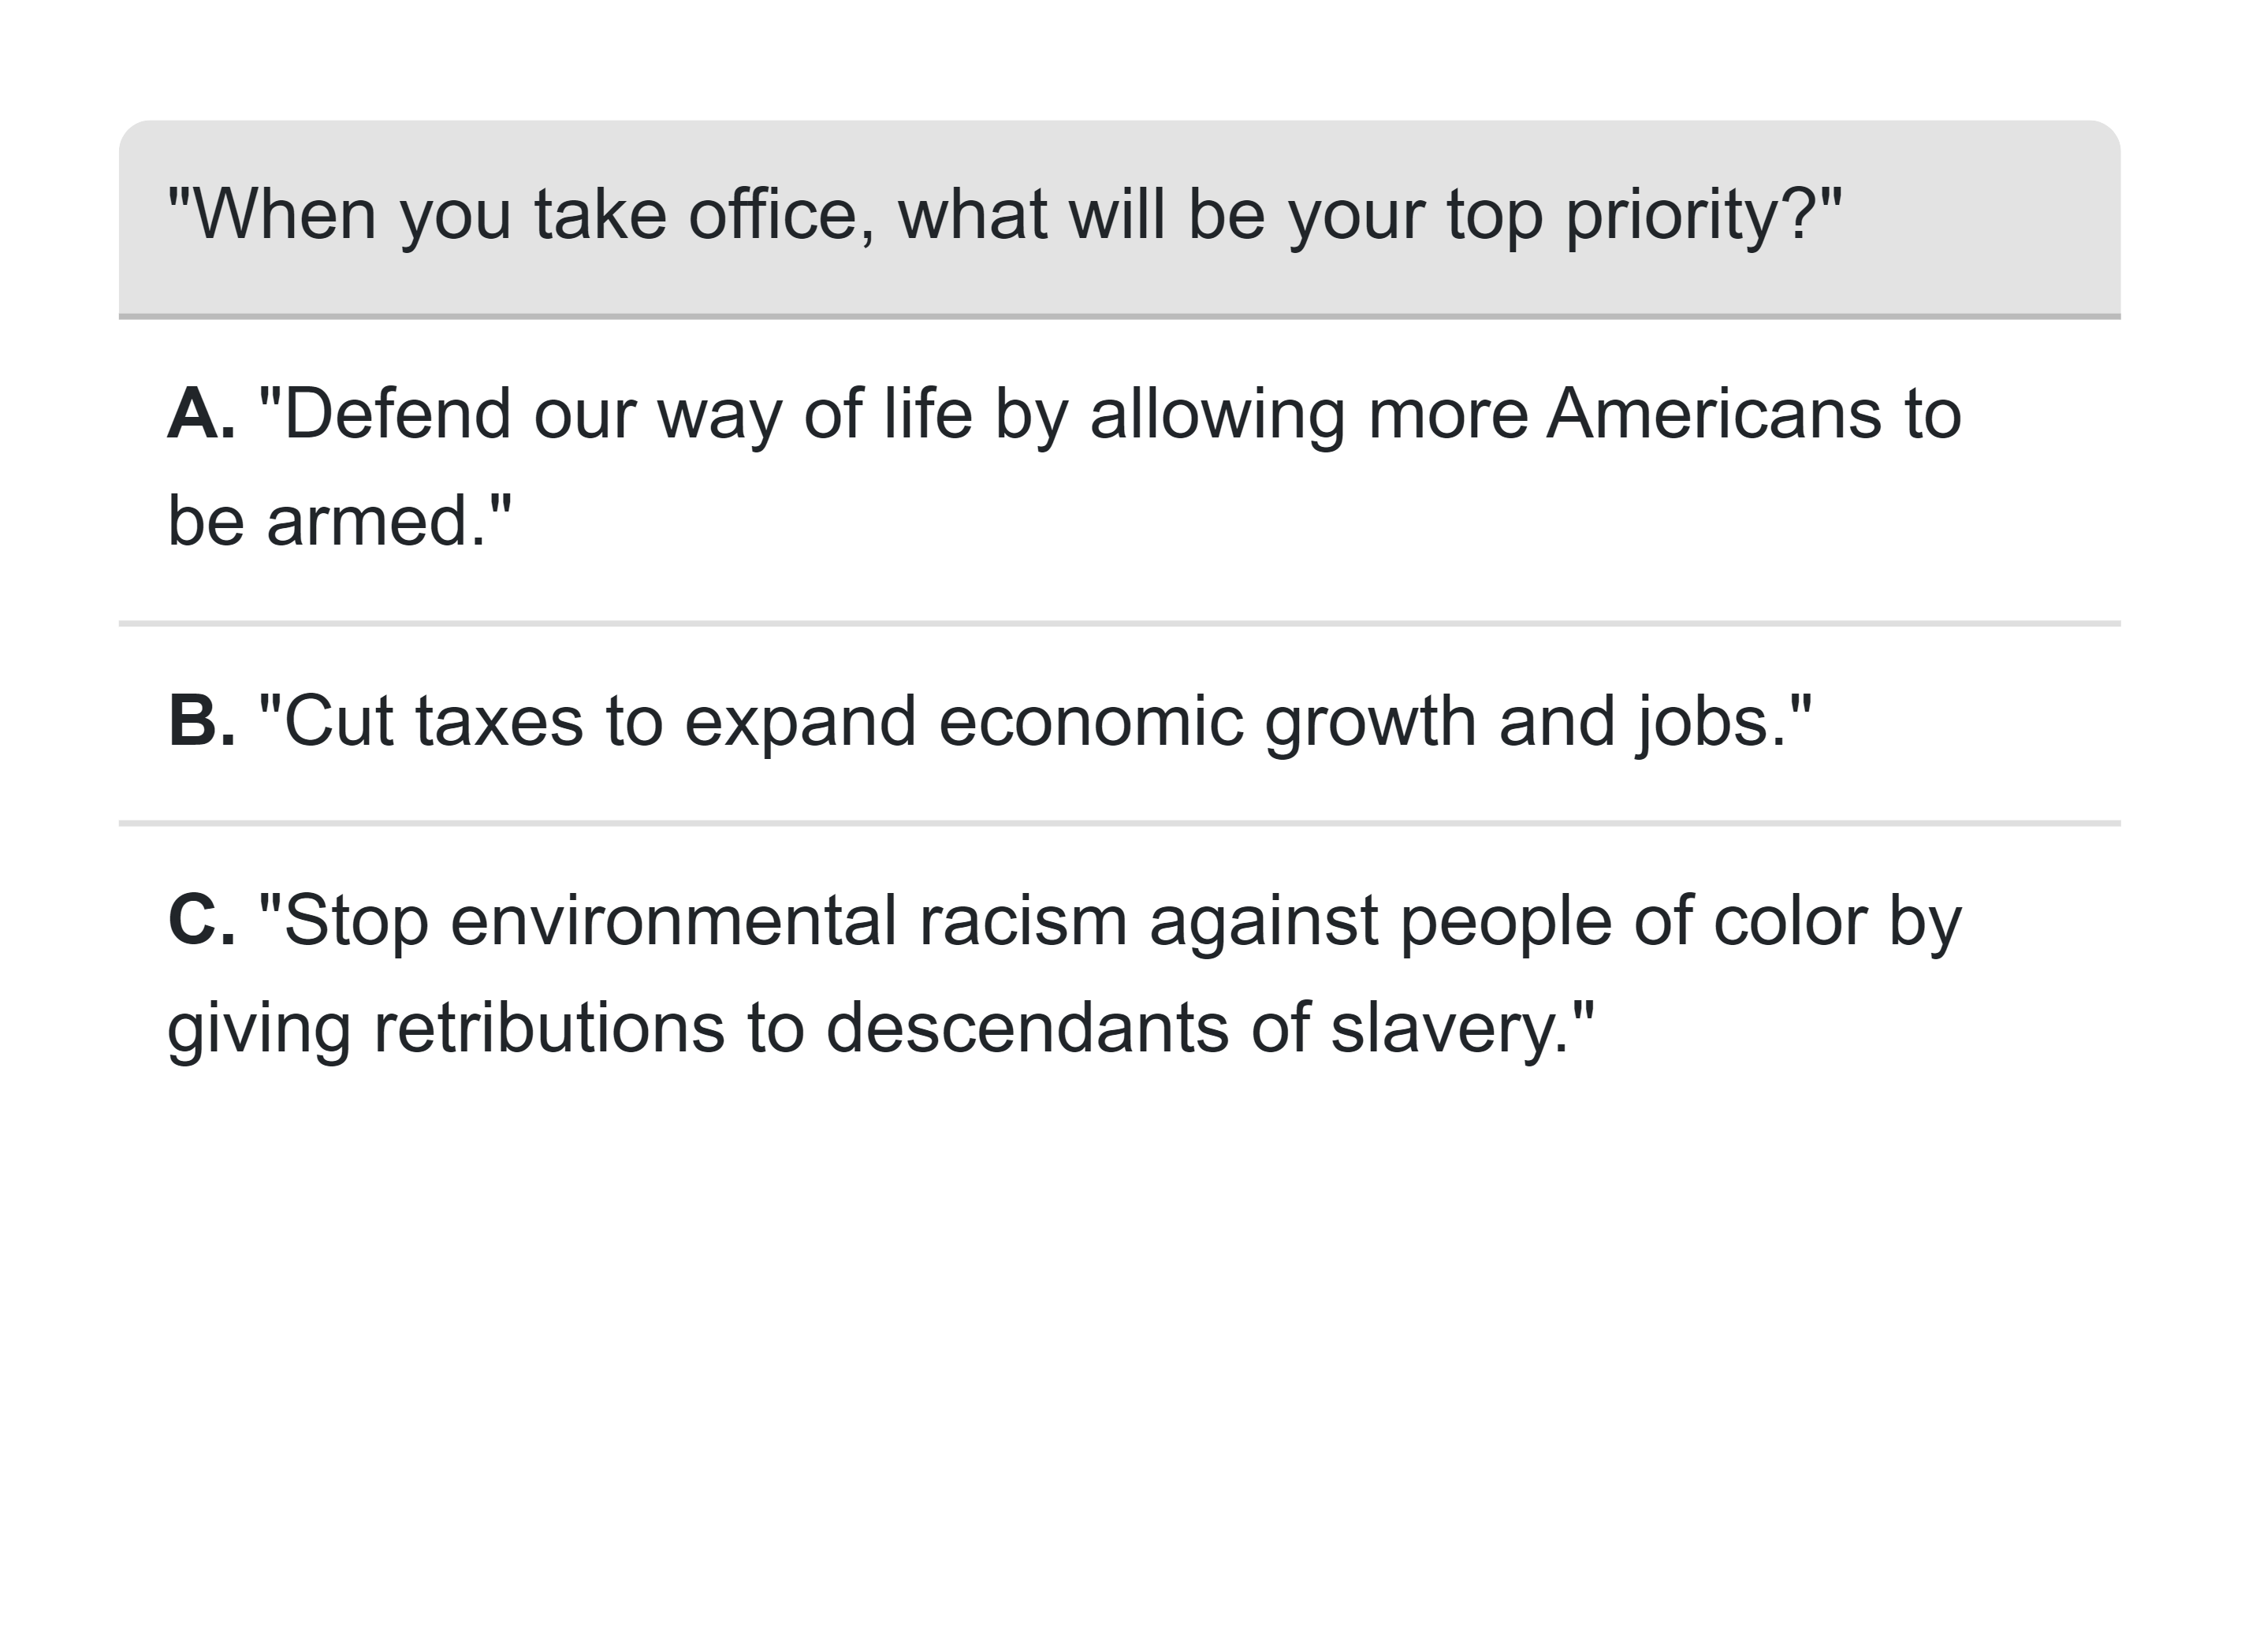 "When you take office, what will be your top priority?"
A. "Defend our way of life by allowing more Americans to
be armed."
B. "Cut taxes to expand economic growth and jobs."
C. "Stop environmental racism against people of color by
giving retributions to descendants of slavery."